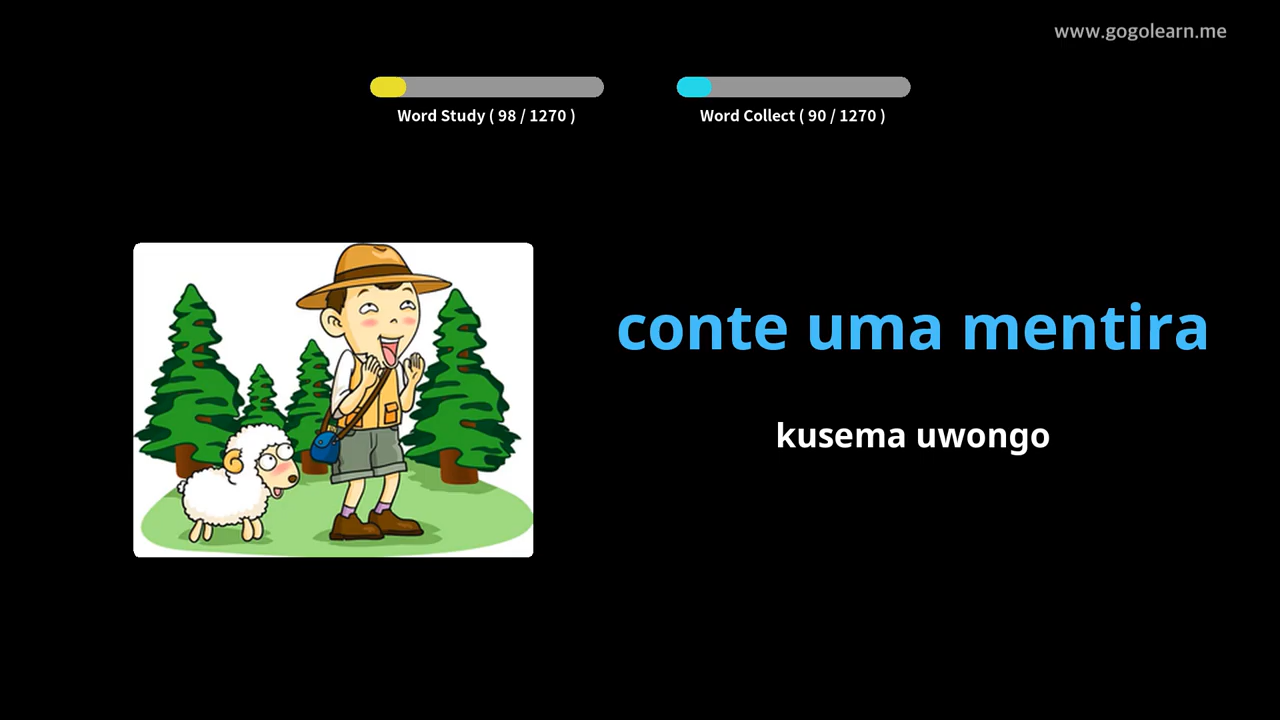 www.gogolearn.me
Word Study ( 98 / 1270 )
Word Collect ( 90 / 1270 )
conte uma mentira
kusema uwongo